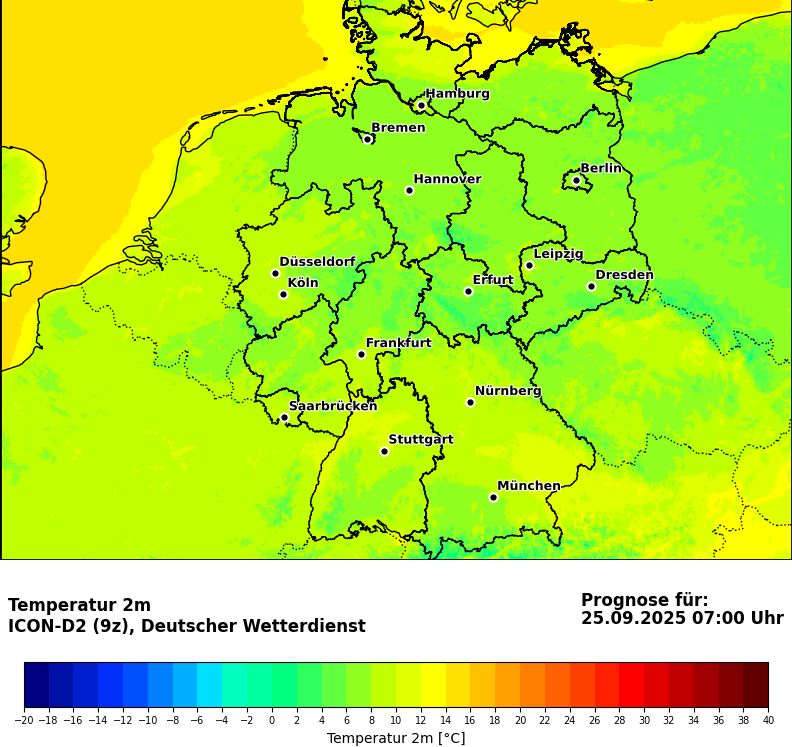 Hamburg
Bremen
Berlin
Hannover
Leipzig
Düsseldorf
Dresden
Köln
Erfurt
Frankfurt
Nürnberg
Saarbrücken
Stuttgart
München
Temperatur 2m
ICON-D2 (9z), Deutscher Wetterdienst
Prognose für:
25.09.2025 07:00 Uhr
−20 −18 −16 −14 −12 −10 −8 −6 −4 −2 0 2 4 6 8 10 12 14 16 18 20 22 24 26 28 30 32 34 36 38 40
Temperatur 2m [°C]